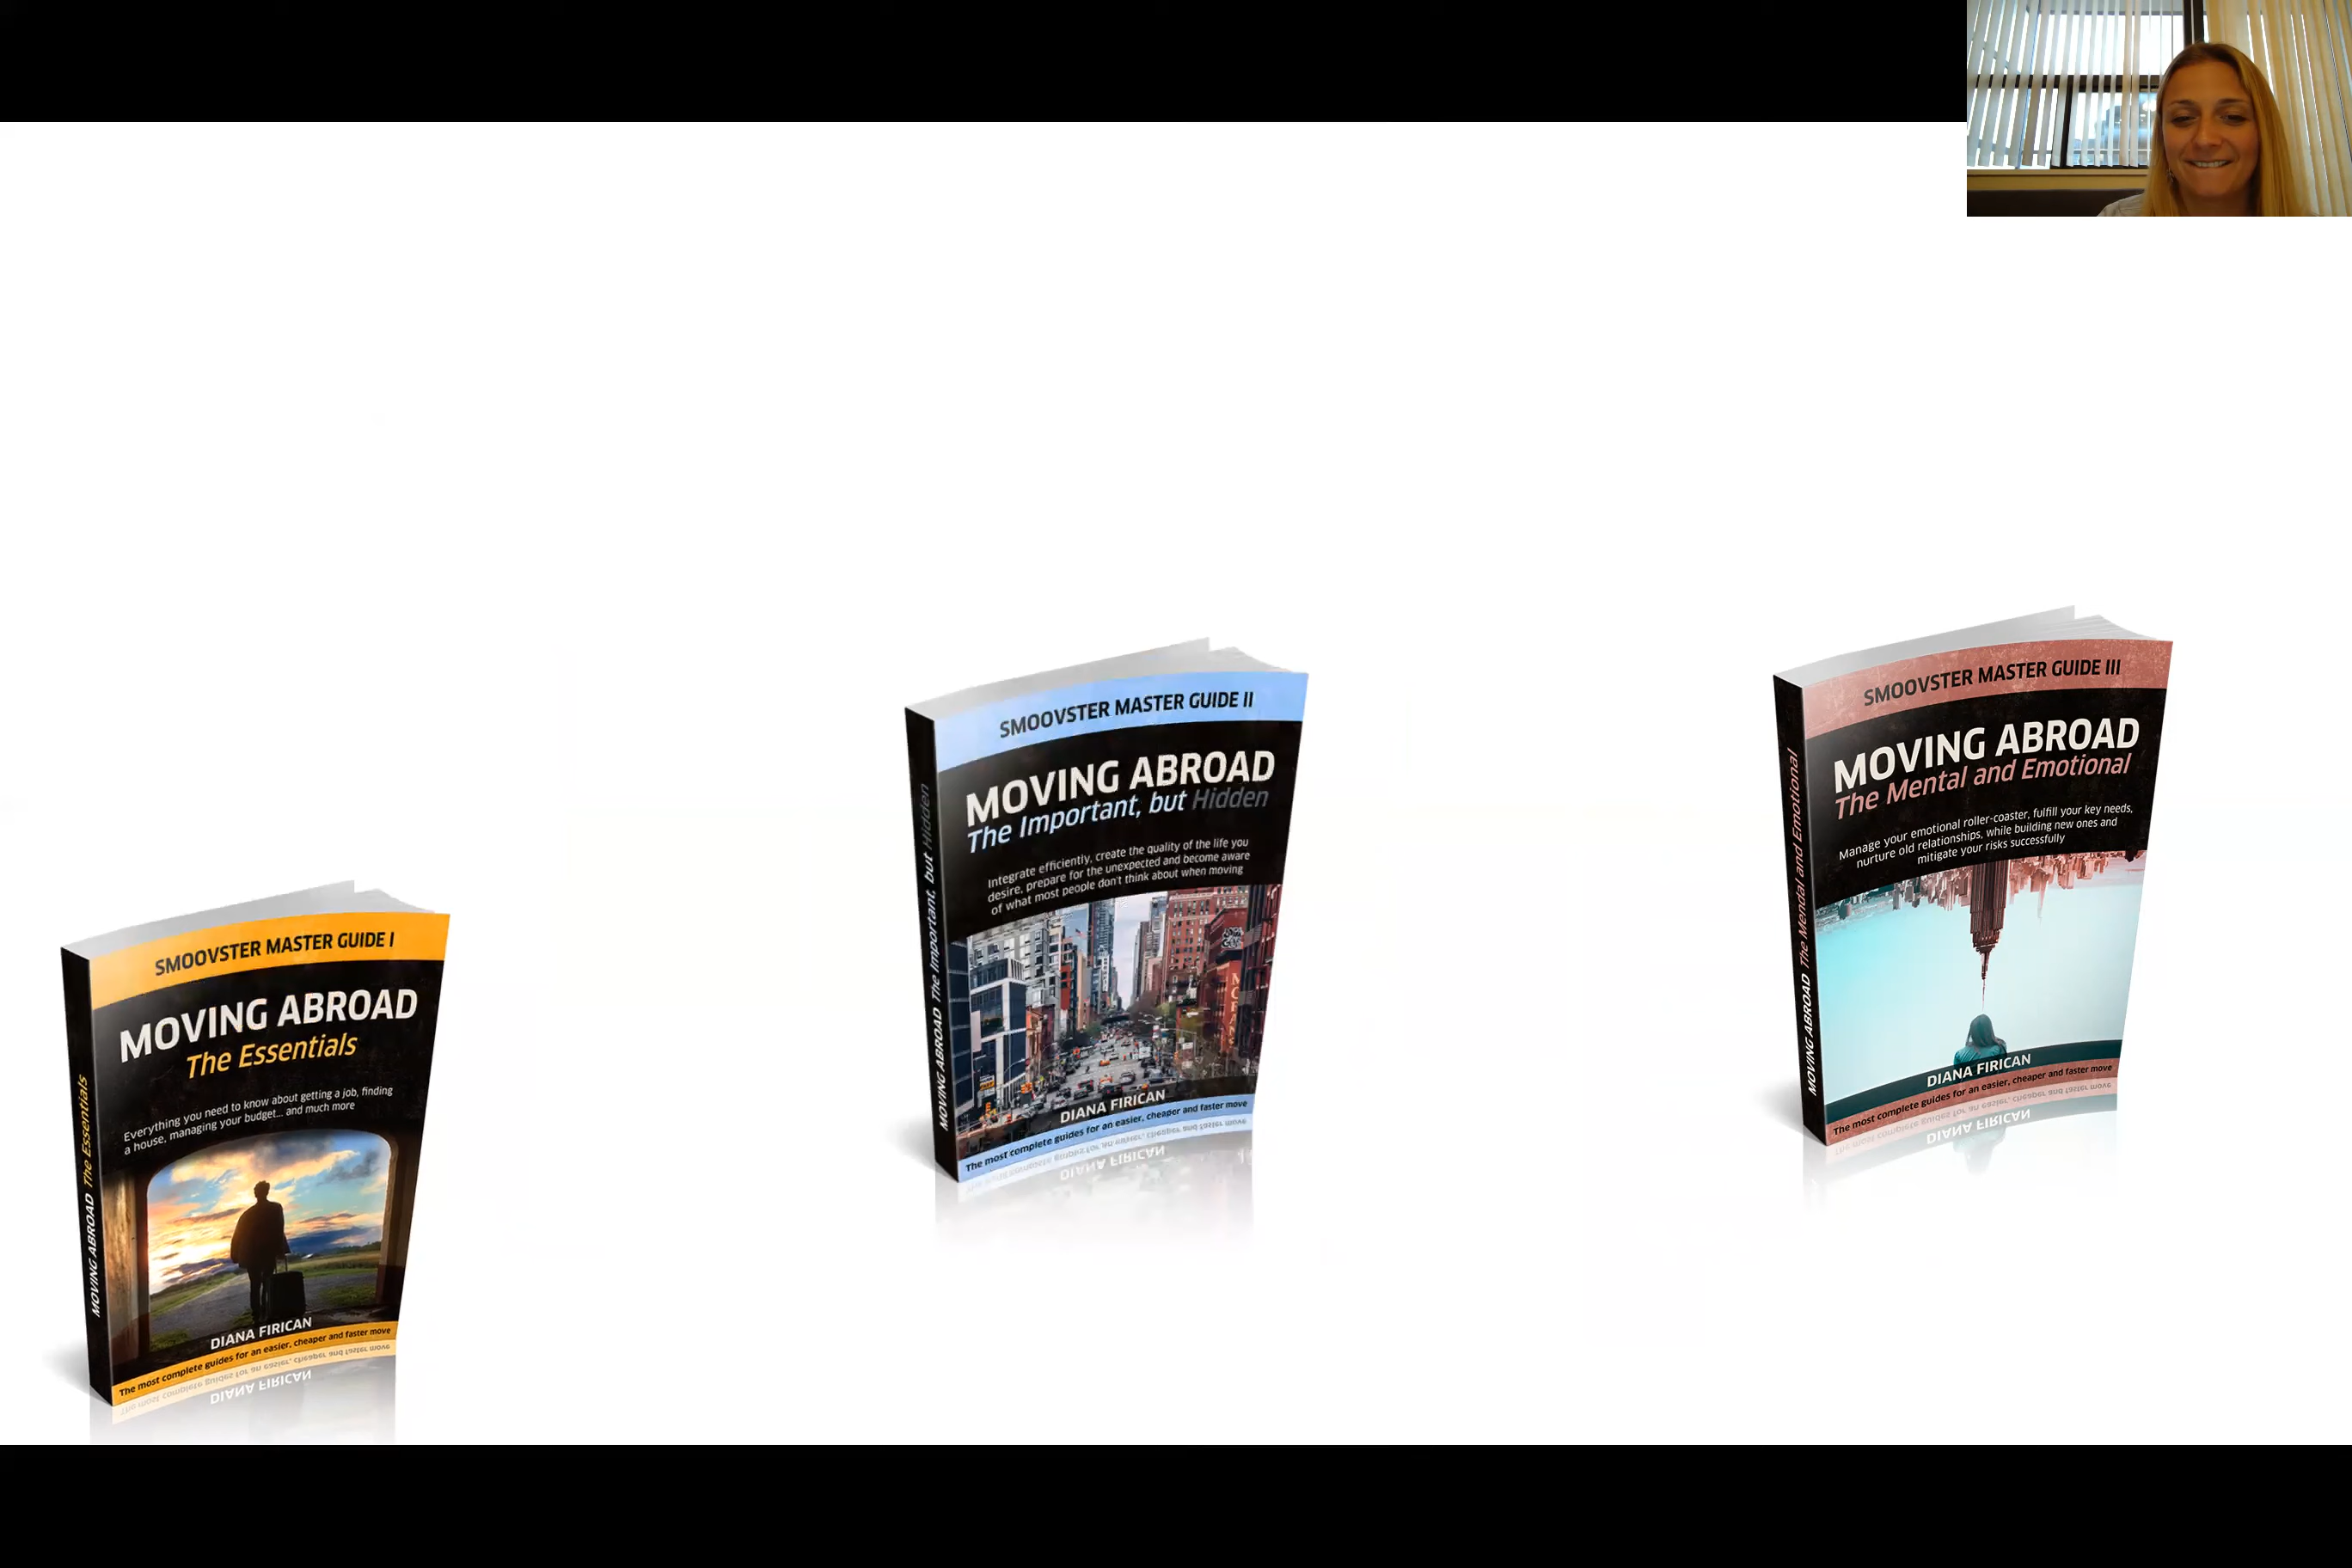 SMOOVSTER MASTER GUIDE I
MOVING ABROAD
The Essentials
Everything you need to know about getting a job, finding
a house, managing your budget... and much more
DIANA FIRICAN
The most complete guides for an easier, cheaper and faster move
MOVING ABROAD The Essentials
SMOOVSTER MASTER GUIDE II
MOVING ABROAD
The Important, but Hidden
Integrate efficiently, create the quality of the life you
desire, prepare for the unexpected and become aware
of what most people don't think about when moving
DIANA FIRICAN
The most complete guides for an easier, cheaper and faster move
MOVING ABROAD The Important, but Hidden
SMOOVSTER MASTER GUIDE III
MOVING ABROAD
The Mental and Emotional
Manage your emotional roller-coaster, fulfill your key needs,
nurture old relationships, while building new ones and
mitigate your risks successfully
DIANA FIRICAN
The most complete guides for an easier, cheaper and faster move
MOVING ABROAD The Mendal and Emotional